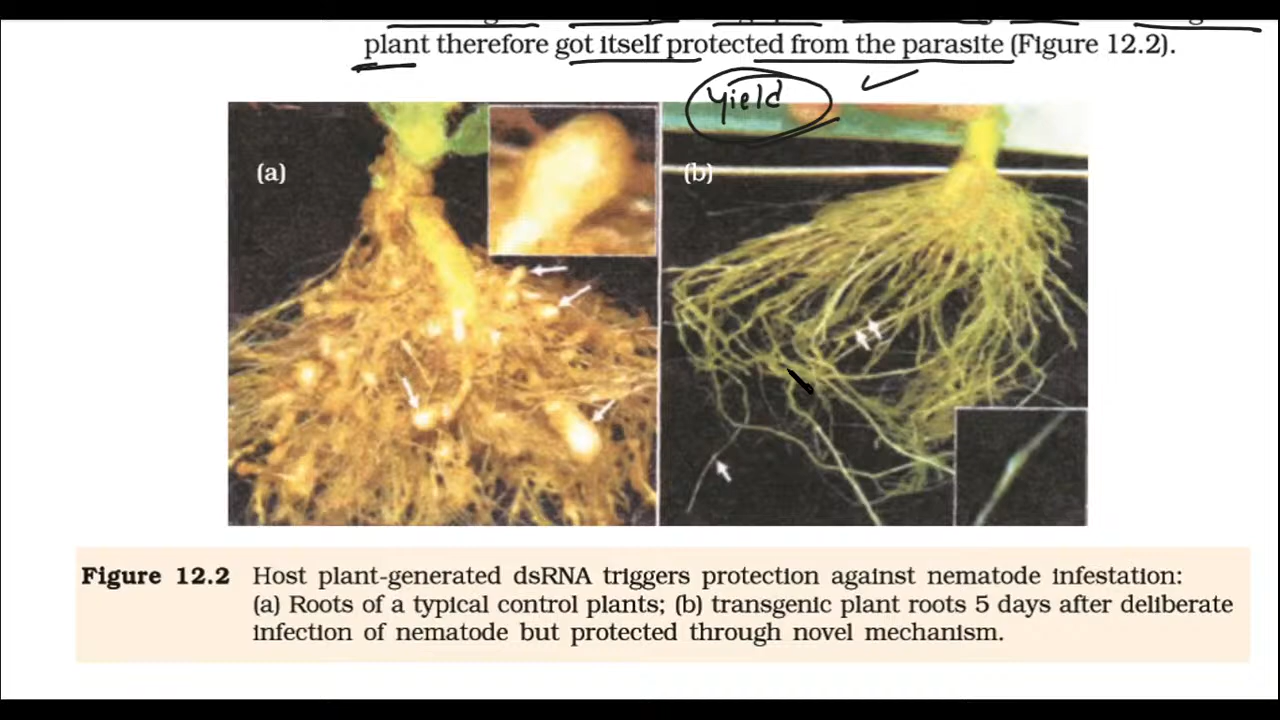 plant therefore got itself protected from the parasite (Figure 12.2).
Yield
(a)
(b)
Figure 12.2 Host plant-generated dsRNA triggers protection against nematode infestation:
(a) Roots of a typical control plants; (b) transgenic plant roots 5 days after deliberate
infection of nematode but protected through novel mechanism.